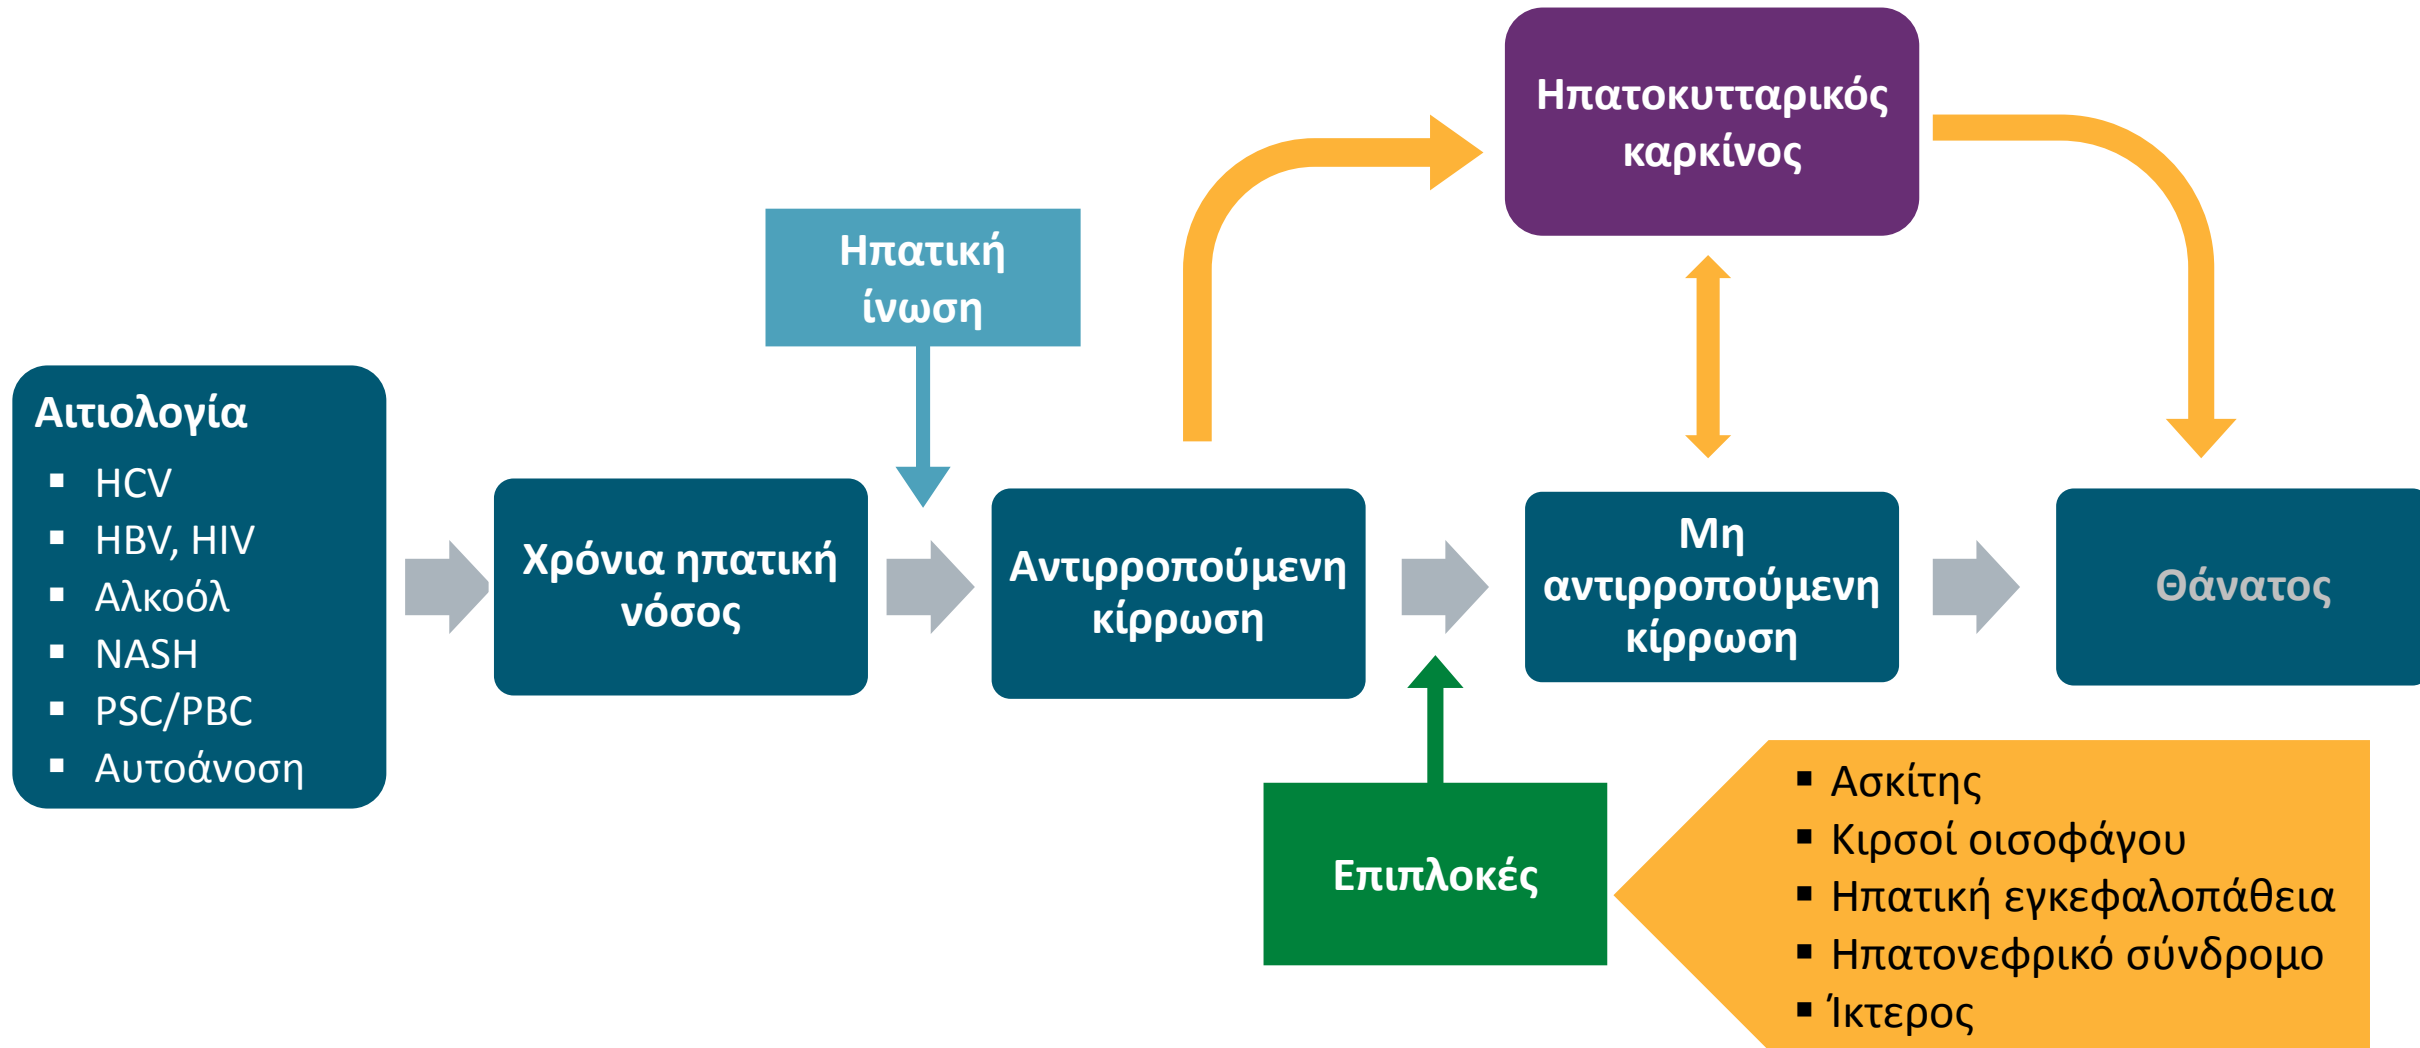 Ηπατοκυτταρικός
καρκίνος
Ηπατική
ίνωση
Αιτιολογία
▪ HCV
▪ HBV, HIV
▪ Αλκοόλ
▪ NASH
▪ PSC/PBC
▪ Αυτοάνοση
Χρόνια ηπατική
νόσος
Αντιρροπούμενη
κίρρωση
Μη
αντιρροπούμενη
κίρρωση
Θάνατος
Επιπλοκές
▪ Ασκίτης
▪ Κιρσοί οισοφάγου
▪ Ηπατική εγκεφαλοπάθεια
▪ Ηπατονεφρικό σύνδρομο
▪ Ίκτερος